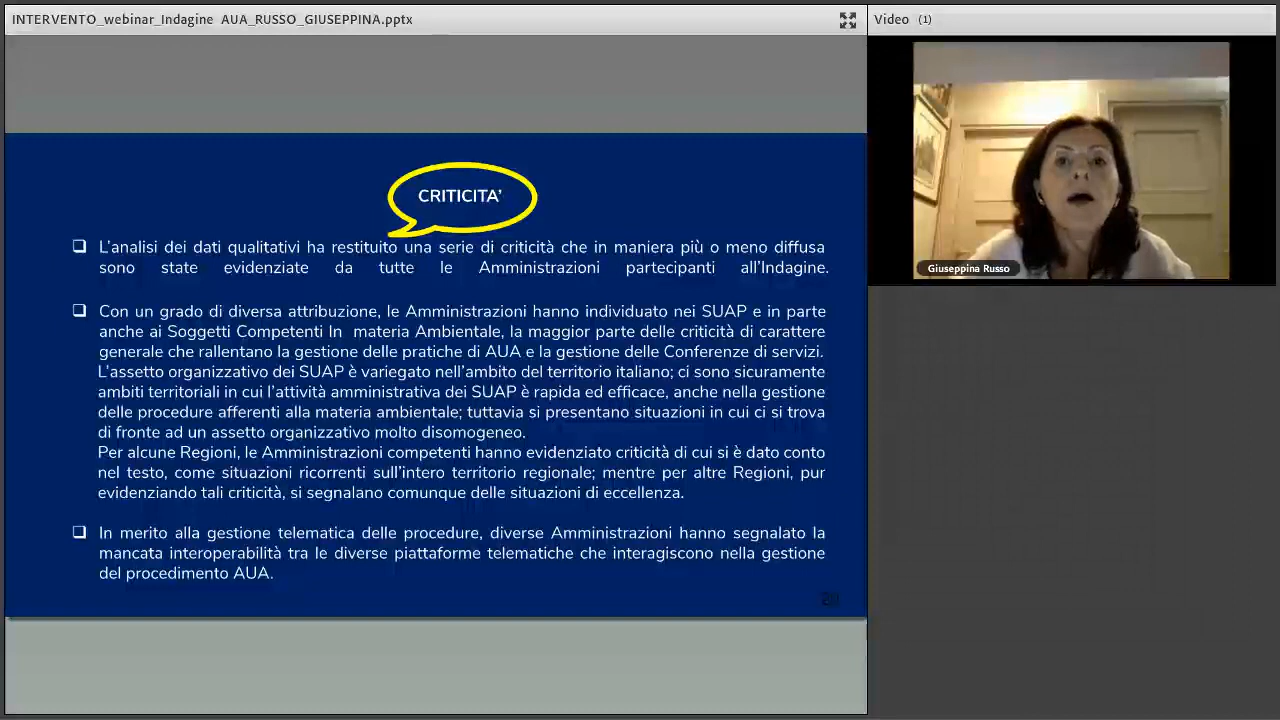 INTERVENTO_webinar_Indagine AUA_RUSSO_GIUSEPPINA.pptx
Video (1)
CRITICITA’
L’analisi dei dati qualitativi ha restituito una serie di criticità che in maniera più o meno diffusa
sono state evidenziate da tutte le Amministrazioni partecipanti all’Indagine.
Con un grado di diversa attribuzione, le Amministrazioni hanno individuato nei SUAP e in parte
anche ai Soggetti Competenti In materia Ambientale, la maggior parte delle criticità di carattere
generale che rallentano la gestione delle pratiche di AUA e la gestione delle Conferenze di servizi.
L’assetto organizzativo dei SUAP è variegato nell’ambito del territorio italiano; ci sono sicuramente
ambiti territoriali in cui l’attività amministrativa dei SUAP è rapida ed efficace, anche nella gestione
delle procedure afferenti alla materia ambientale; tuttavia si presentano situazioni in cui ci si trova
di fronte ad un assetto organizzativo molto disomogeneo.
Per alcune Regioni, le Amministrazioni competenti hanno evidenziato criticità di cui si è dato conto
nel testo, come situazioni ricorrenti sull’intero territorio regionale; mentre per altre Regioni, pur
evidenziando tali criticità, si segnalano comunque delle situazioni di eccellenza.
In merito alla gestione telematica delle procedure, diverse Amministrazioni hanno segnalato la
mancata interoperabilità tra le diverse piattaforme telematiche che interagiscono nella gestione
del procedimento AUA.
Giuseppina Russo